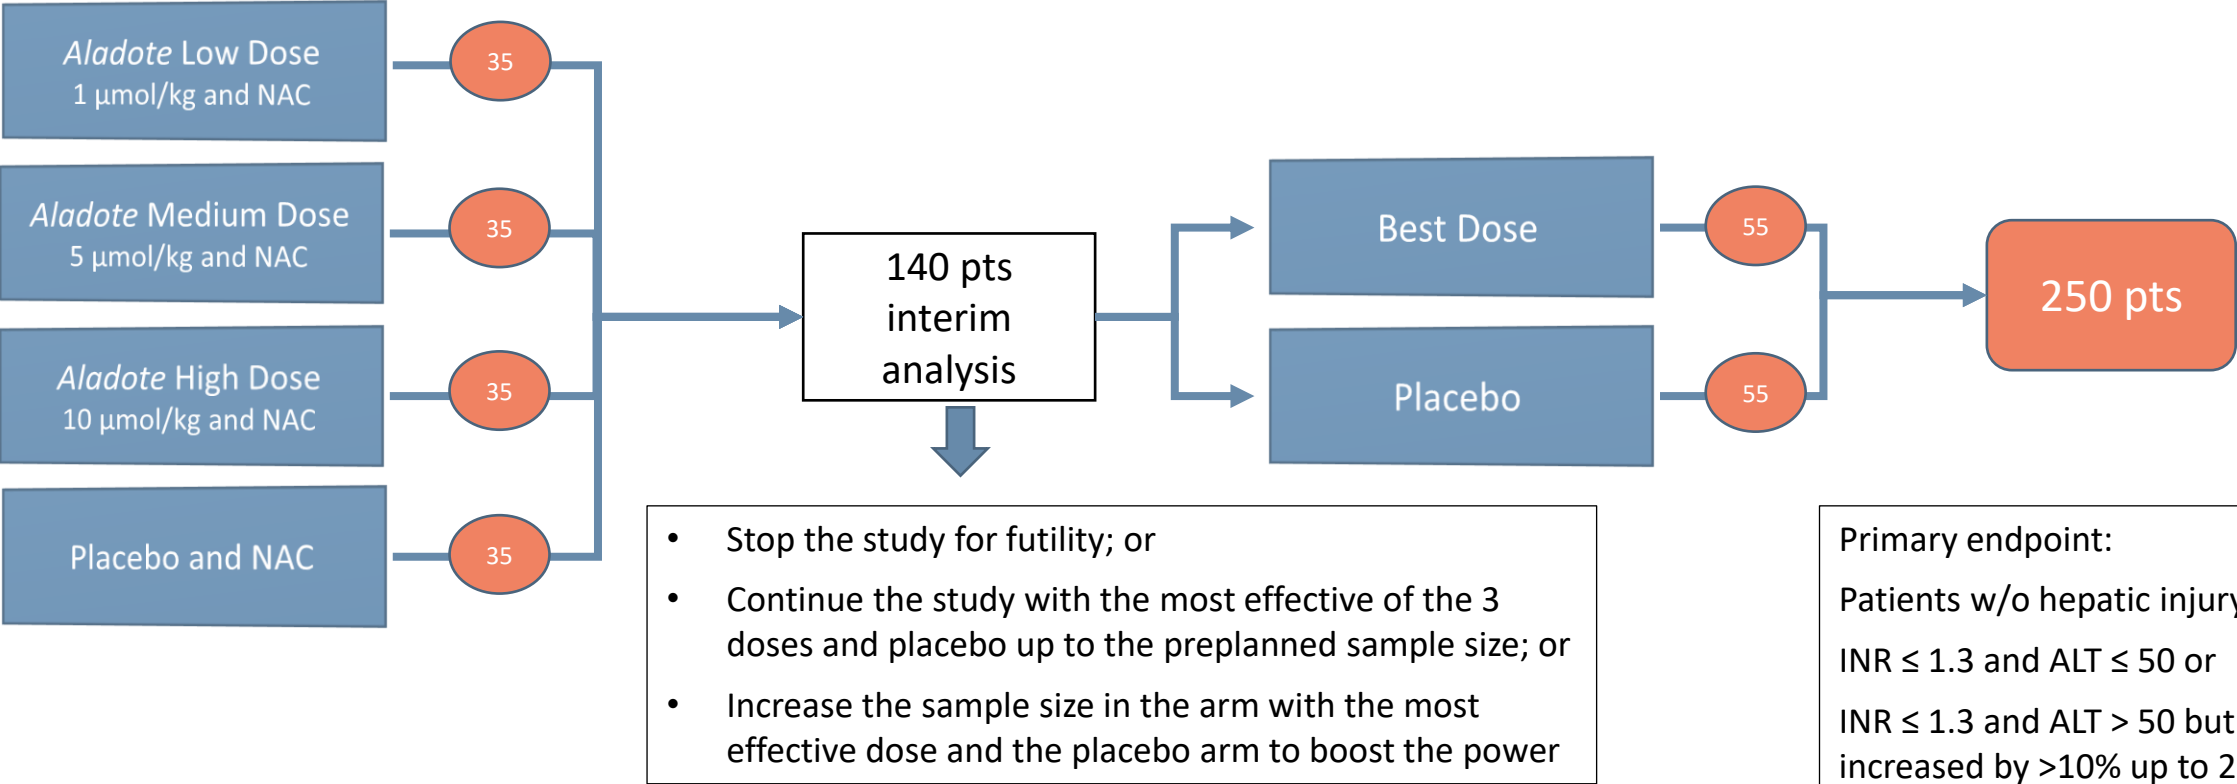 Aladote Low Dose
1 µmol/kg and NAC
35
Aladote Medium Dose
5 µmol/kg and NAC
35
Aladote High Dose
10 µmol/kg and NAC
35
Placebo and NAC
35
140 pts
interim
analysis
Best Dose
55
Placebo
55
250 pts
• Stop the study for futility; or
• Continue the study with the most effective of the 3
doses and placebo up to the preplanned sample size; or
• Increase the sample size in the arm with the most
effective dose and the placebo arm to boost the power
Primary endpoint:
Patients w/o hepatic injury
INR ≤ 1.3 and ALT ≤ 50 or
INR ≤ 1.3 and ALT > 50 but
increased by >10% up to 2